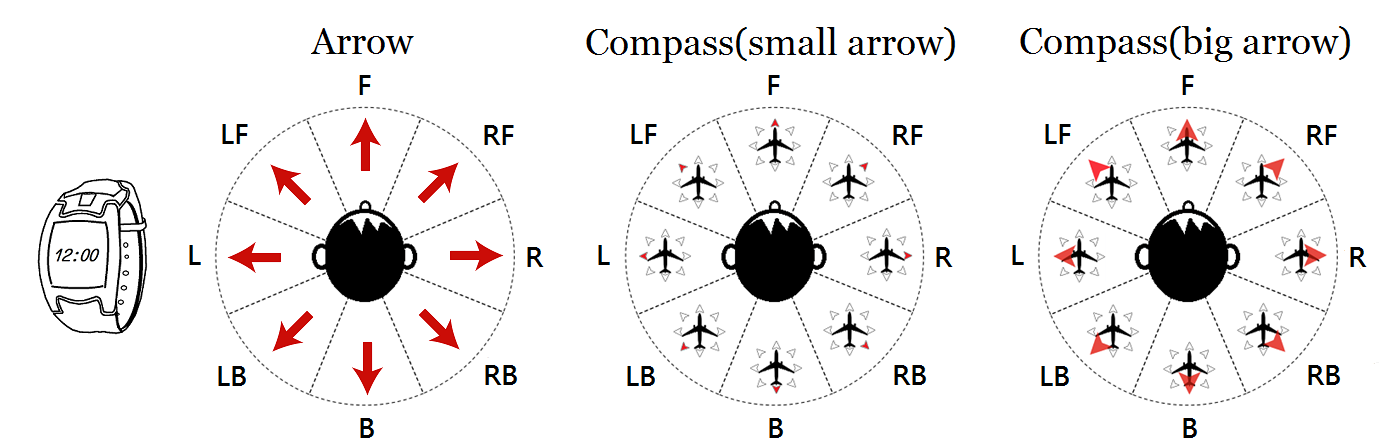 Arrow
F
LF
RF
L
R
LB
RB
B
12:00
Compass(small arrow)
F
LF
RF
L
R
LB
RB
B
Compass(big arrow)
F
LF
RF
L
R
LB
RB
B